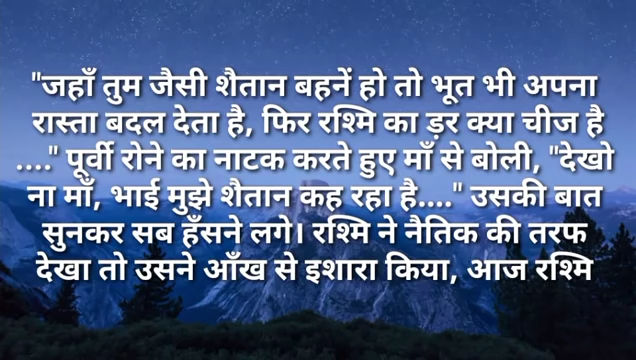 "जहाँ तुम जैसी शैतान बहनें हो तो भूत भी अपना
रास्ता बदल देता है, फिर रश्मि का ड़र क्या चीज है
...." पूर्वी रोने का नाटक करते हुए माँ से बोली, "देखो
ना माँ, भाई मुझे शैतान कह रहा है...." उसकी बात
सुनकर सब हँसने लगे। रश्मि ने नैतिक की तरफ
देखा तो उसने आँख से इशारा किया, आज रश्मि